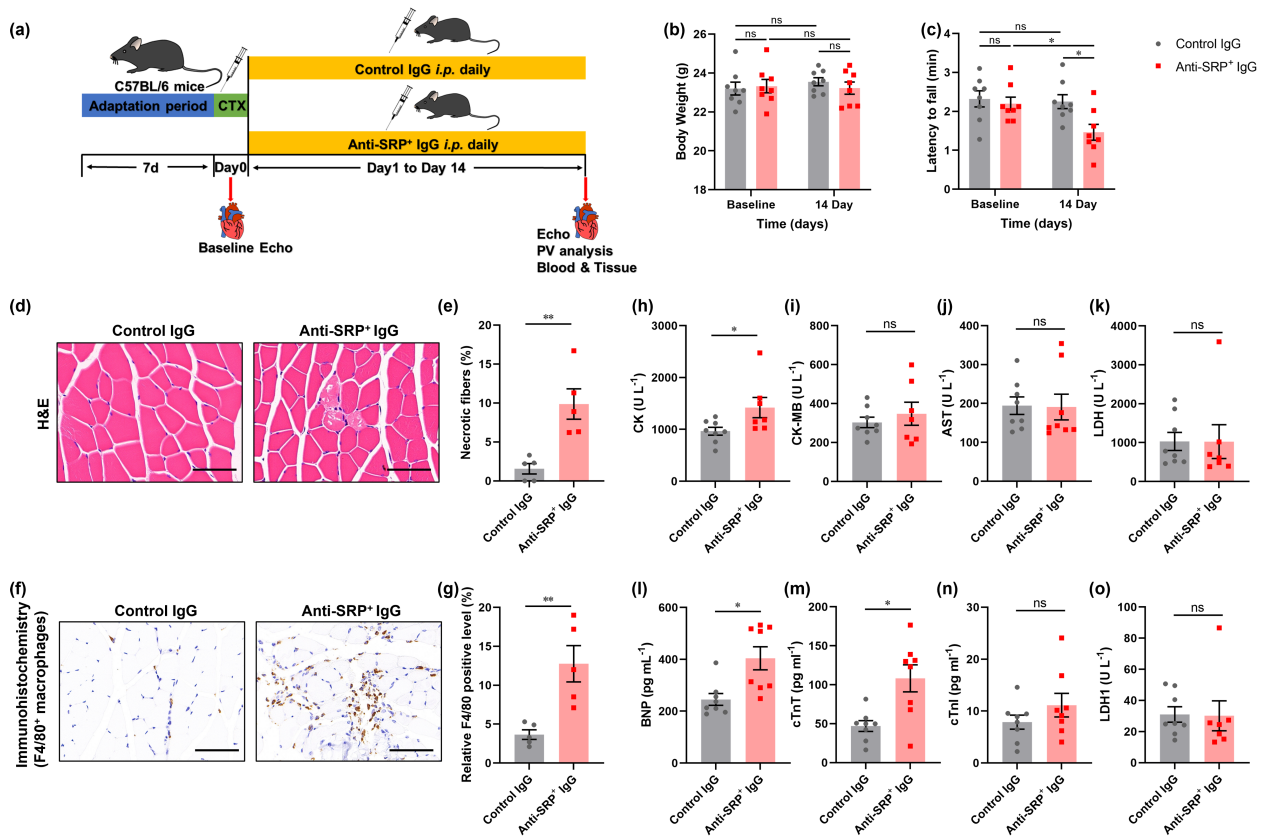 (a)
C57BL/6 mice
Adaptation period
CTX
Control IgG i.p. daily
Anti-SRP⁺ IgG i.p. daily
7d
Day0
Day1 to Day 14
Baseline Echo
Echo
PV analysis
Blood & Tissue
(b)
Body Weight (g)
26
24
22
20
18
ns
ns
ns
ns
Baseline
14 Day
Time (days)
(c)
Latency to fall (min)
4
3
2
1
0
ns
ns
*
*
Baseline
14 Day
Time (days)
Control IgG
Anti-SRP⁺ IgG
(d)
H&E
Control IgG
Anti-SRP⁺ IgG
(e)
Necrotic fibers (%)
20
15
10
5
0
**
Control IgG
Anti-SRP⁺ IgG
(h)
CK (U L⁻¹)
3000
2000
1000
0
*
Control IgG
Anti-SRP⁺ IgG
(i)
CK-MB (U L⁻¹)
800
600
400
200
0
ns
Control IgG
Anti-SRP⁺ IgG
(j)
AST (U L⁻¹)
400
300
200
100
0
ns
Control IgG
Anti-SRP⁺ IgG
(k)
LDH (U L⁻¹)
4000
3000
2000
1000
0
ns
Control IgG
Anti-SRP⁺ IgG
(f)
Immunohistochemistry
(F4/80⁺ macrophages)
Control IgG
Anti-SRP⁺ IgG
(g)
Relative F4/80 positive level (%)
20
15
10
5
0
**
Control IgG
Anti-SRP⁺ IgG
(l)
BNP (pg mL⁻¹)
600
400
200
0
*
Control IgG
Anti-SRP⁺ IgG
(m)
cTnT (pg ml⁻¹)
200
150
100
50
0
*
Control IgG
Anti-SRP⁺ IgG
(n)
cTnI (pg ml⁻¹)
30
20
10
0
ns
Control IgG
Anti-SRP⁺ IgG
(o)
LDH1 (U L⁻¹)
100
80
60
40
20
0
ns
Control IgG
Anti-SRP⁺ IgG